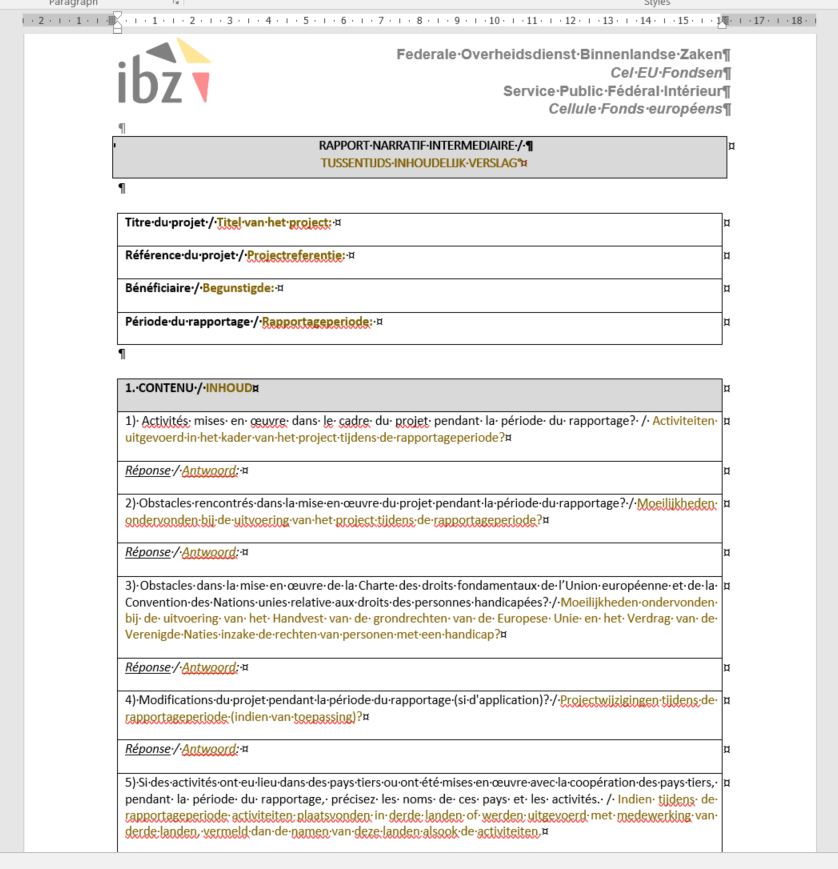 Paragraph
Styles
2 1 1 2 3 4 5 6 7 8 9 10 11 12 13 14 15 17 18
ibz
Federale Overheidsdienst Binnenlandse Zaken¶
Cel EU Fondsen¶
Service Public Fédéral Intérieur¶
Cellule Fonds européens¶
¶
RAPPORT NARRATIF INTERMEDIAIRE / ¶
TUSSENTIJDS INHOUDELIJK VERSLAG"¤
¶
Titre du projet / Titel van het project: ¤
Référence du projet / Projectreferentie: ¤
Bénéficiaire / Begunstigde: ¤
Période du rapportage / Rapportageperiode: ¤
¶
1. CONTENU / INHOUD¤
1) Activités mises en œuvre dans le cadre du projet pendant la période du rapportage? / Activiteiten
uitgevoerd in het kader van het project tijdens de rapportageperiode?¤
Réponse / Antwoord: ¤
2) Obstacles rencontrés dans la mise en œuvre du projet pendant la période du rapportage? / Moeilijkheden
ondervonden bij de uitvoering van het project tijdens de rapportageperiode?¤
Réponse / Antwoord: ¤
3) Obstacles dans la mise en œuvre de la Charte des droits fondamentaux de l'Union européenne et de la
Convention des Nations unies relative aux droits des personnes handicapées? / Moeilijkheden ondervonden
bij de uitvoering van het Handvest van de grondrechten van de Europese Unie en het Verdrag van de
Verenigde Naties inzake de rechten van personen met een handicap?¤
Réponse / Antwoord: ¤
4) Modifications du projet pendant la période du rapportage (si d'application)? / Projectwijzigingen tijdens de
rapportageperiode (indien van toepassing)?¤
Réponse / Antwoord: ¤
5) Si des activités ont eu lieu dans des pays tiers ou ont été mises en œuvre avec la coopération des pays tiers,
pendant la période du rapportage, précisez les noms de ces pays et les activités. / Indien tijdens de
rapportageperiode activiteiten plaatsvonden in derde landen of werden uitgevoerd met medewerking van
derde landen, vermeld dan de namen van deze landen alsook de activiteiten.¤